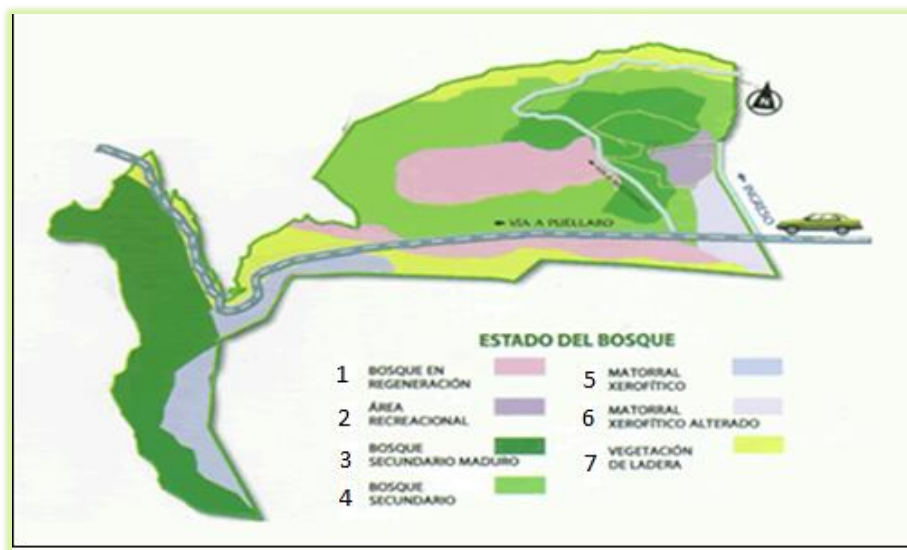 N
INGRESO
VÍA A PUÉLLARO
ESTADO DEL BOSQUE
1 BOSQUE EN
REGENERACIÓN
2 ÁREA
RECREACIONAL
3 BOSQUE
SECUNDARIO MADURO
4 BOSQUE
SECUNDARIO
5 MATORRAL
XEROFÍTICO
6 MATORRAL
XEROFÍTICO ALTERADO
7 VEGETACIÓN
DE LADERA